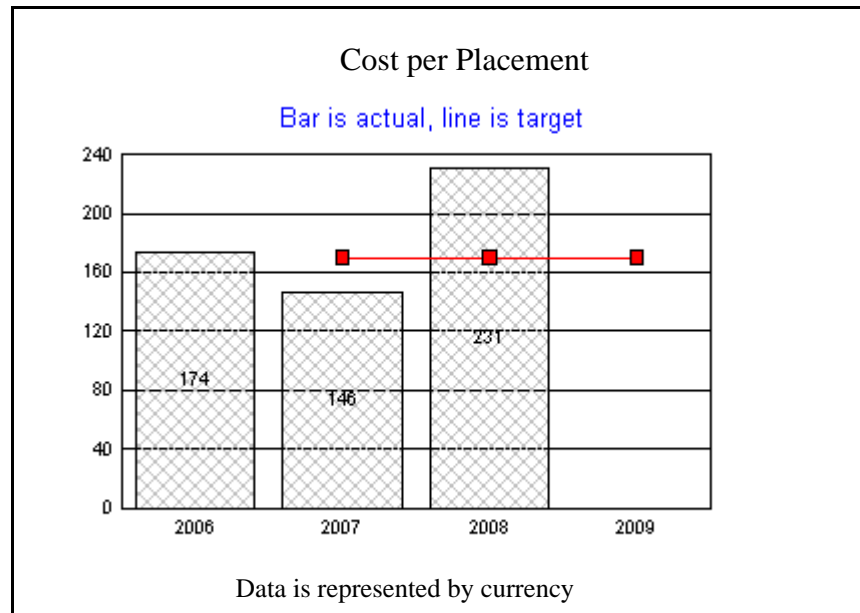 Cost per Placement
Bar is actual, line is target
240
200
160
120
80
40
0
174
146
231
2006 2007 2008 2009
Data is represented by currency